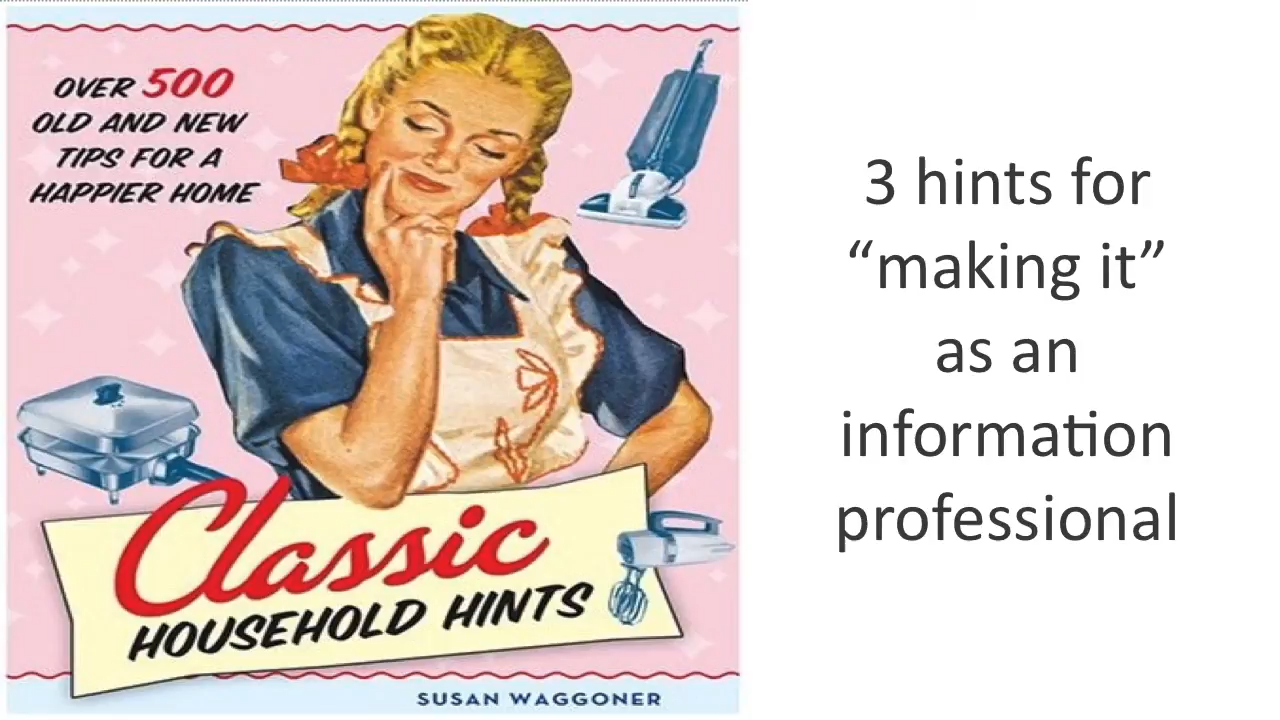 OVER 500
OLD AND NEW
TIPS FOR A
HAPPIER HOME
Classic
HOUSEHOLD HINTS
SUSAN WAGGONER
3 hints for
“making it”
as an
information
professional